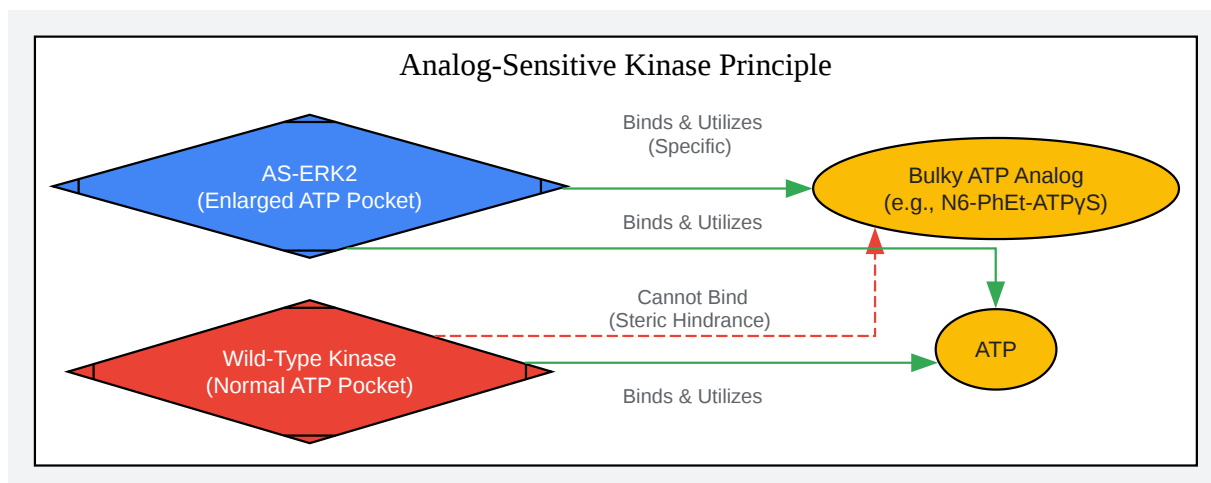 Analog-Sensitive Kinase Principle
Binds & Utilizes
(Specific)
AS-ERK2
(Enlarged ATP Pocket)
Bulky ATP Analog
(e.g., N6-PhEt-ATPγS)
Binds & Utilizes
Cannot Bind
(Steric Hindrance)
Wild-Type Kinase
(Normal ATP Pocket)
ATP
Binds & Utilizes